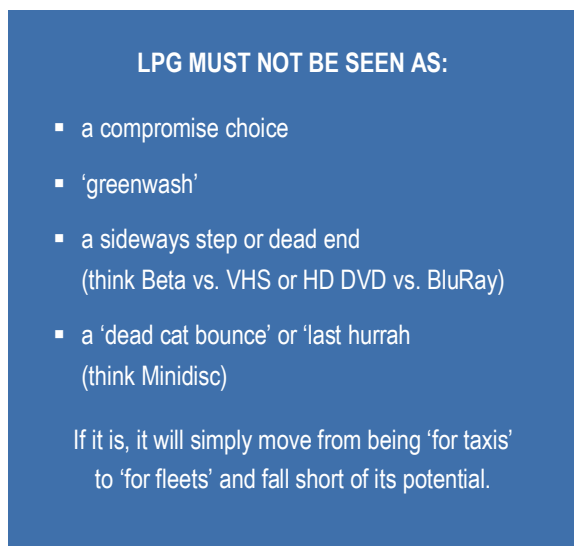 LPG MUST NOT BE SEEN AS:
▪ a compromise choice
▪ ‘greenwash’
▪ a sideways step or dead end
(think Beta vs. VHS or HD DVD vs. BluRay)
▪ a ‘dead cat bounce’ or ‘last hurrah
(think Minidisc)
If it is, it will simply move from being ‘for taxis’
to ‘for fleets’ and fall short of its potential.